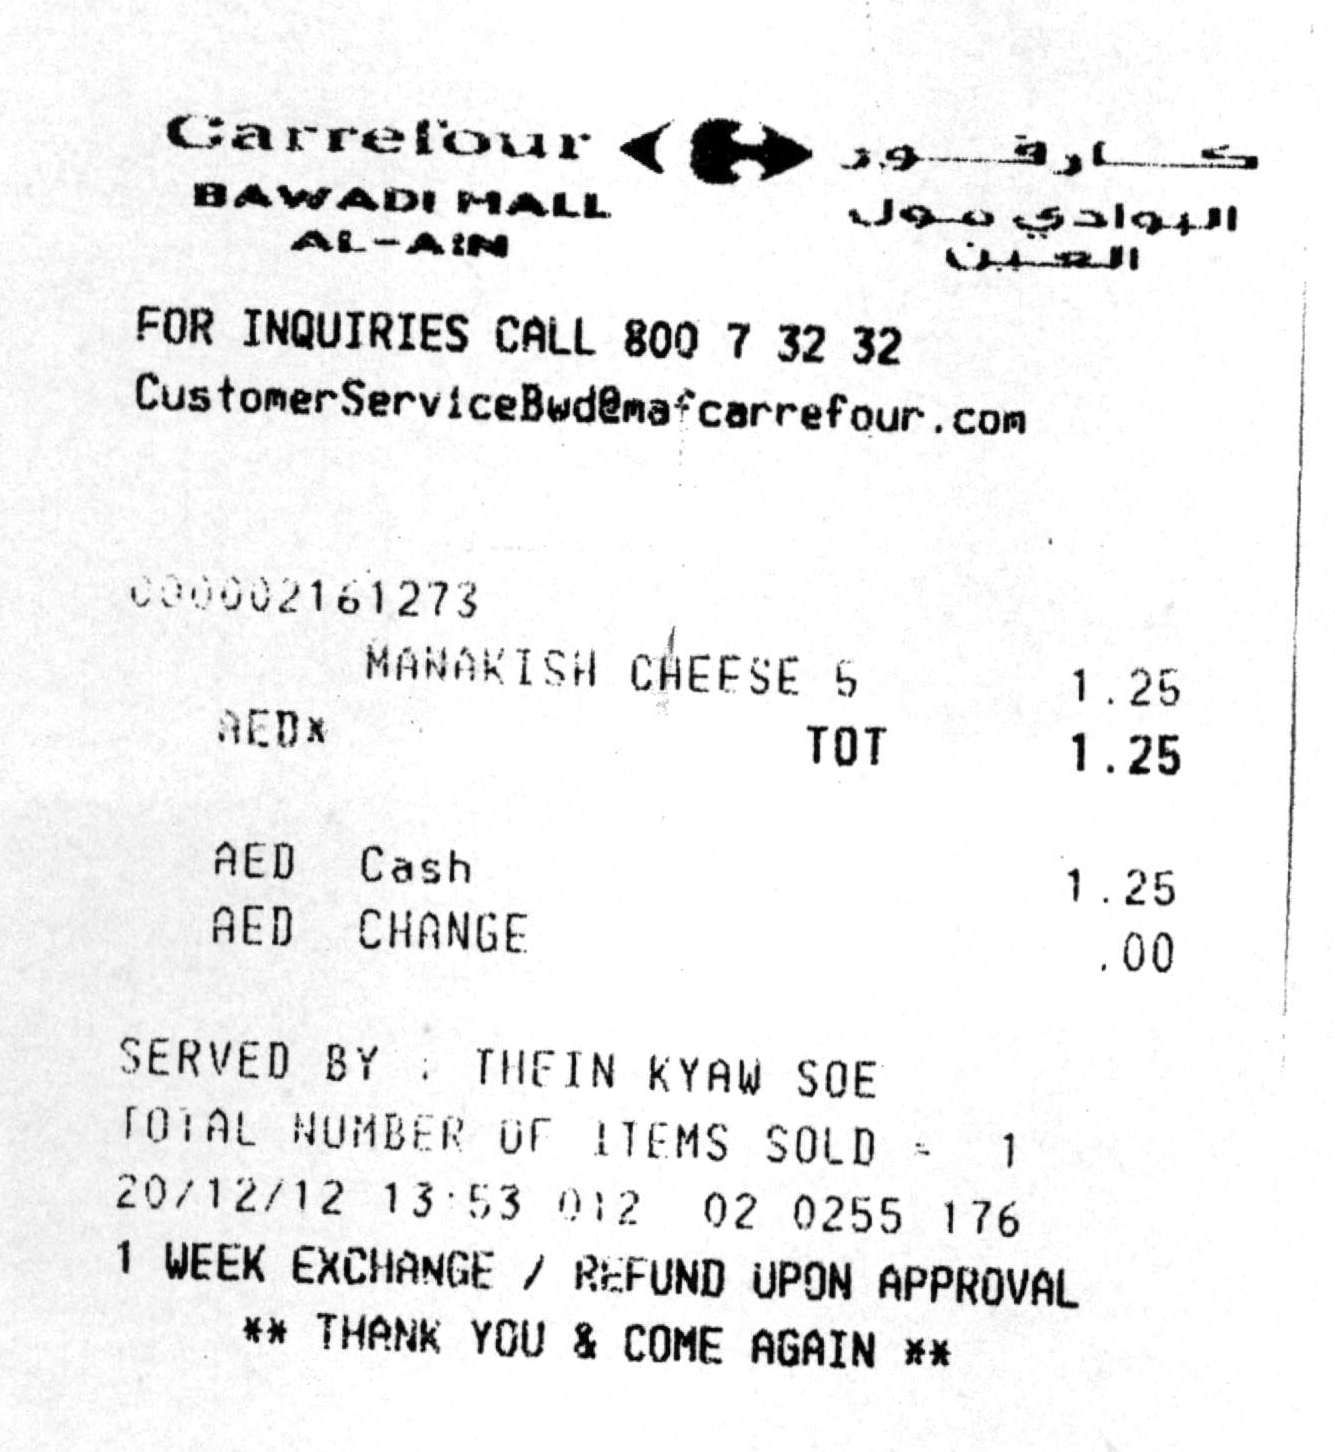 Carrefour كارفور
BAWADI MALL البوادي مول
AL-AIN العين
FOR INQUIRIES CALL 800 7 32 32
CustomerServiceBwd@mafcarrefour.com
000002161273
MANAKISH CHEESE 5 1.25
AED* TOT 1.25
AED Cash 1.25
AED CHANGE .00
SERVED BY : THEIN KYAW SOE
TOTAL NUMBER OF ITEMS SOLD = 1
20/12/12 13:53 012 02 0255 176
1 WEEK EXCHANGE / REFUND UPON APPROVAL
** THANK YOU & COME AGAIN **